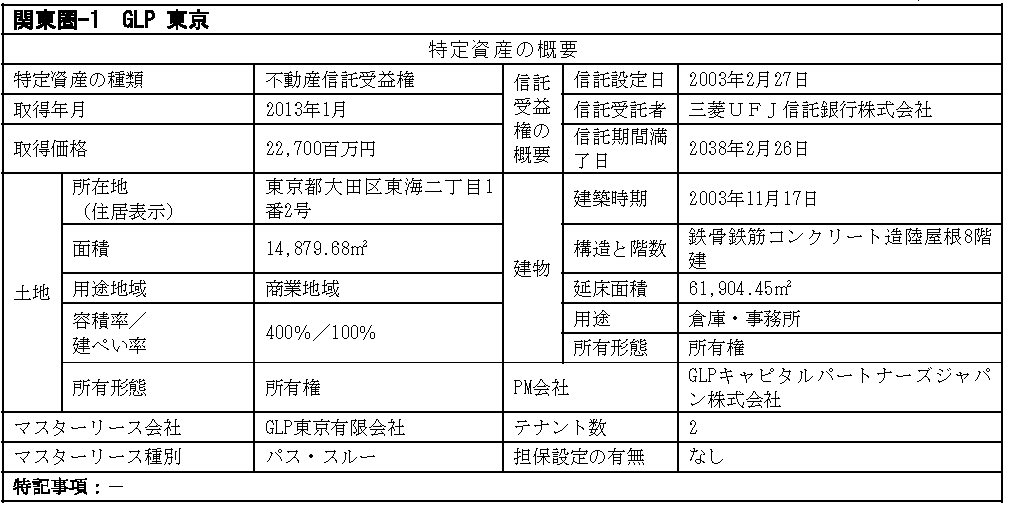 関東圏-1　GLP 東京
特定資産の概要
特定資産の種類　不動産信託受益権　信託受益権の概要　信託設定日　2003年2月27日
取得年月　2013年1月　信託受託者　三菱ＵＦＪ信託銀行株式会社
取得価格　22,700百万円　信託期間満了日　2038年2月26日
土地　所在地（住居表示）　東京都大田区東海二丁目1番2号　建物　建築時期　2003年11月17日
面積　14,879.68㎡　構造と階数　鉄骨鉄筋コンクリート造陸屋根8階建
用途地域　商業地域　延床面積　61,904.45㎡
容積率／建ぺい率　400%／100%　用途　倉庫・事務所
所有形態　所有権
所有形態　所有権　PM会社　GLPキャピタルパートナーズジャパン株式会社
マスターリース会社　GLP東京有限会社　テナント数　2
マスターリース種別　パス・スルー　担保設定の有無　なし
特記事項：－